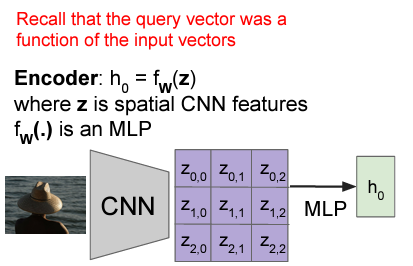 Recall that the query vector was a
function of the input vectors
Encoder: h₀ = f_W(z)
where z is spatial CNN features
f_W(.) is an MLP
CNN
z₀,₀ z₀,₁ z₀,₂
z₁,₀ z₁,₁ z₁,₂
z₂,₀ z₂,₁ z₂,₂
MLP
h₀